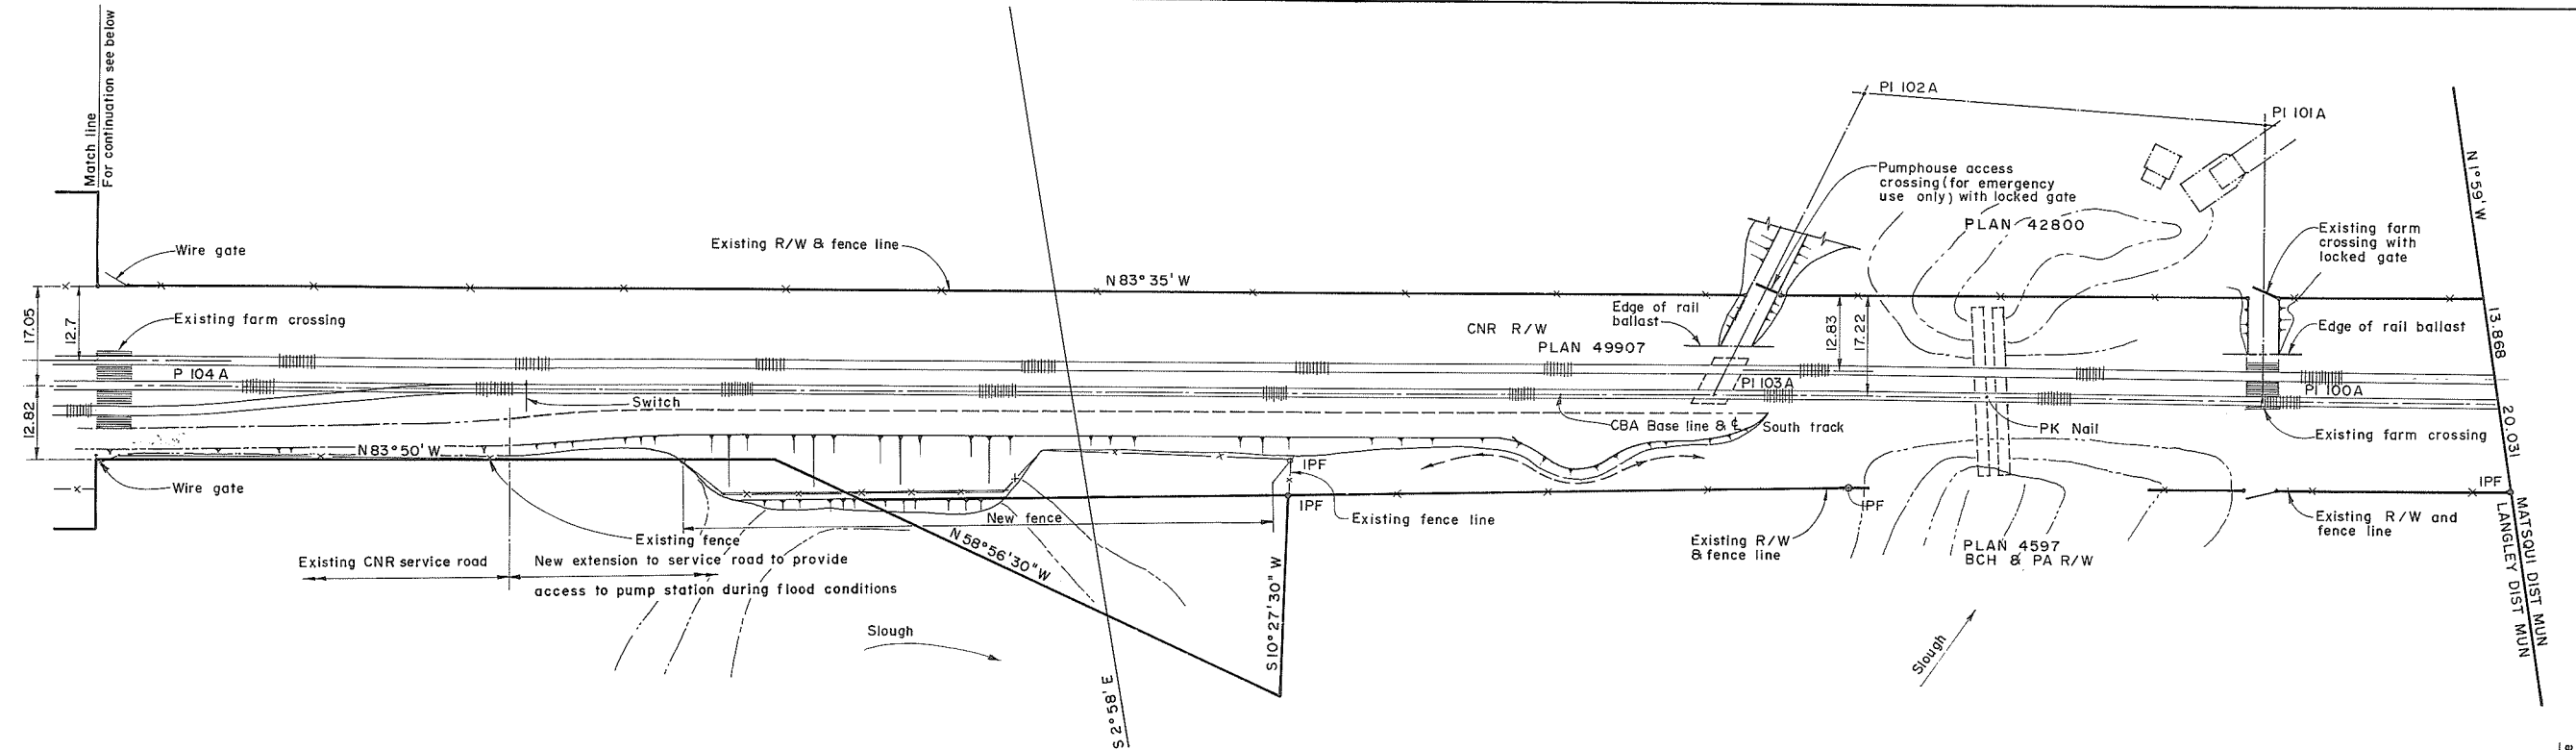 Match line
For continuation see below
Wire gate
Existing R/W & fence line
N 83° 35' W
PI 102A
PI 101A
Pumphouse access
crossing (for emergency
use only) with locked gate
PLAN 42800
N 1° 59' W
Existing farm
crossing with
locked gate
17.05
12.7
Existing farm crossing
Edge of rail
ballast
CNR R/W
PLAN 49907
12.83
17.22
13.868
Edge of rail ballast
P 104A
PI 103A
PI 100A
Switch
CBA Base line & ℄ South track
PK Nail
12.82
20.031
Existing farm crossing
N 83° 50' W
IPF
IPF
Wire gate
IPF
IPF
New fence
Existing fence line
Existing R/W and
fence line
Existing fence
N 58° 56' 30" W
Existing R/W
& fence line
PLAN 4597
BCH & PA R/W
Existing CNR service road
New extension to service road to provide
access to pump station during flood conditions
S 10° 27' 30" W
MATSQUI DIST MUN
LANGLEY DIST MUN
Slough
Slough
S 2° 58' E